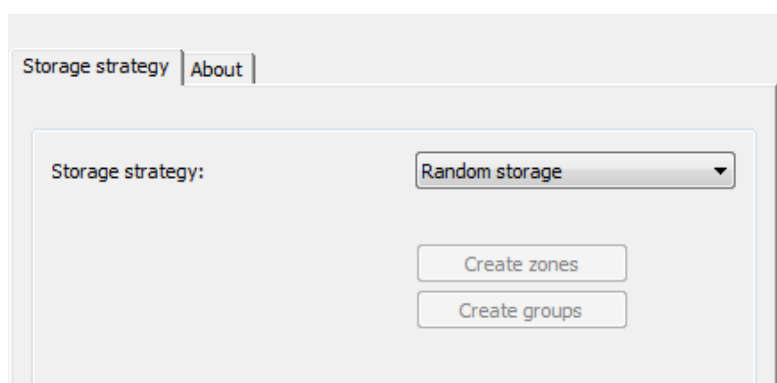 Storage strategy About
Storage strategy: Random storage
Create zones
Create groups